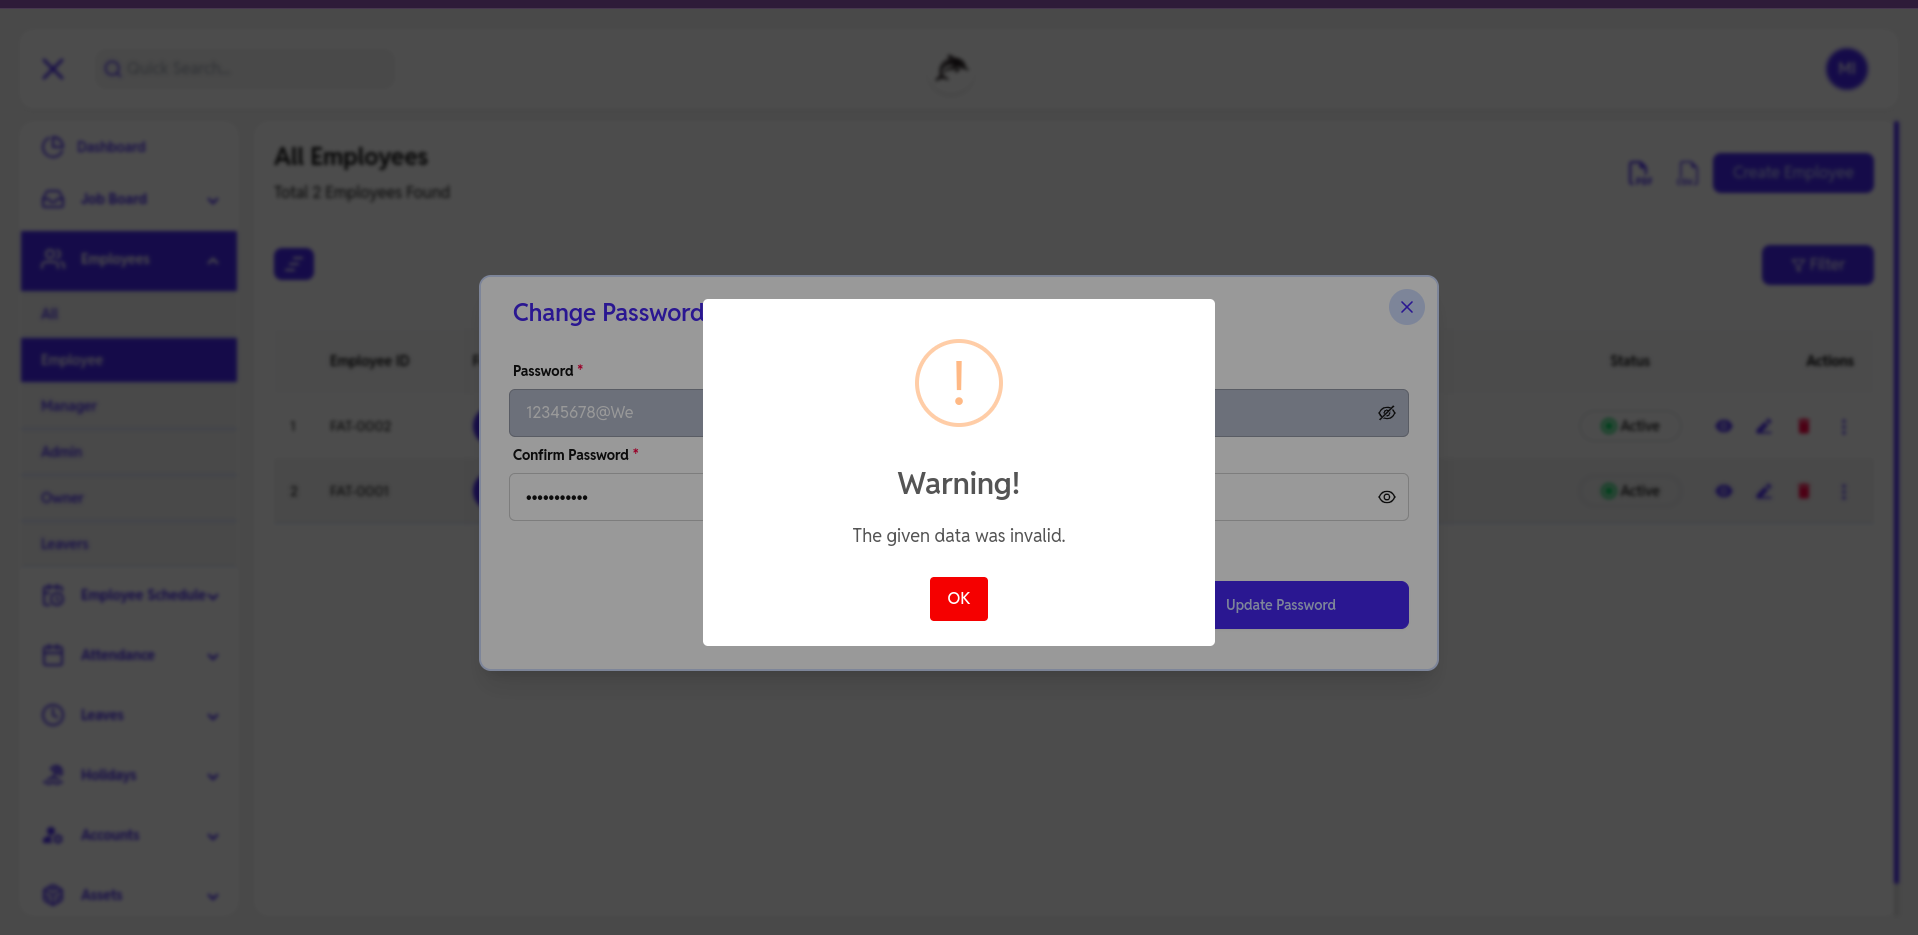 Quick Search...
MI
Dashboard
Job Board
Employees
All
Employee
Manager
Admin
Owner
Leavers
Employee Schedule
Attendance
Leaves
Holidays
Accounts
Assets
All Employees
Total 2 Employees Found
Create Employee
Filter
Employee ID
Status
Actions
1
FAT-0002
Active
2
FAT-0001
Active
Change Password
Password *
12345678@We
Confirm Password *
•••••••••••
Update Password
!
Warning!
The given data was invalid.
OK